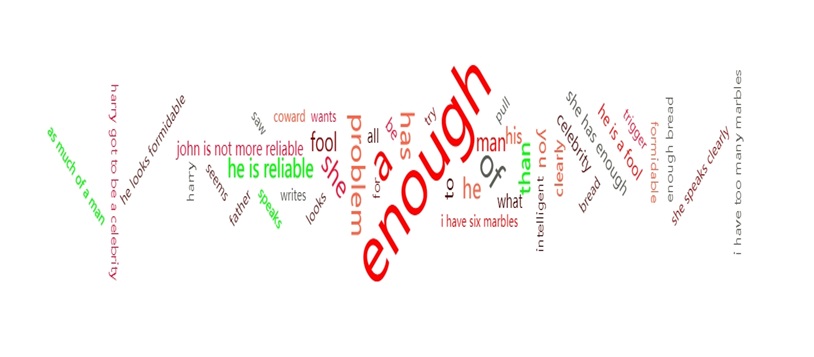 as much of a man
harry got to be a celebrity
he looks formidable
john is not more reliable
harry
seems
father
saw
he is reliable
speaks
coward
writes
wants
fool
looks
she
problem
all
for
a
be
has
enough
try
to
he
pull
man
of
his
what
i have six marbles
than
intelligent
you
clearly
celebrity
bread
she has enough
he is a fool
trigger
formidable
enough bread
she speaks clearly
i have too many marbles